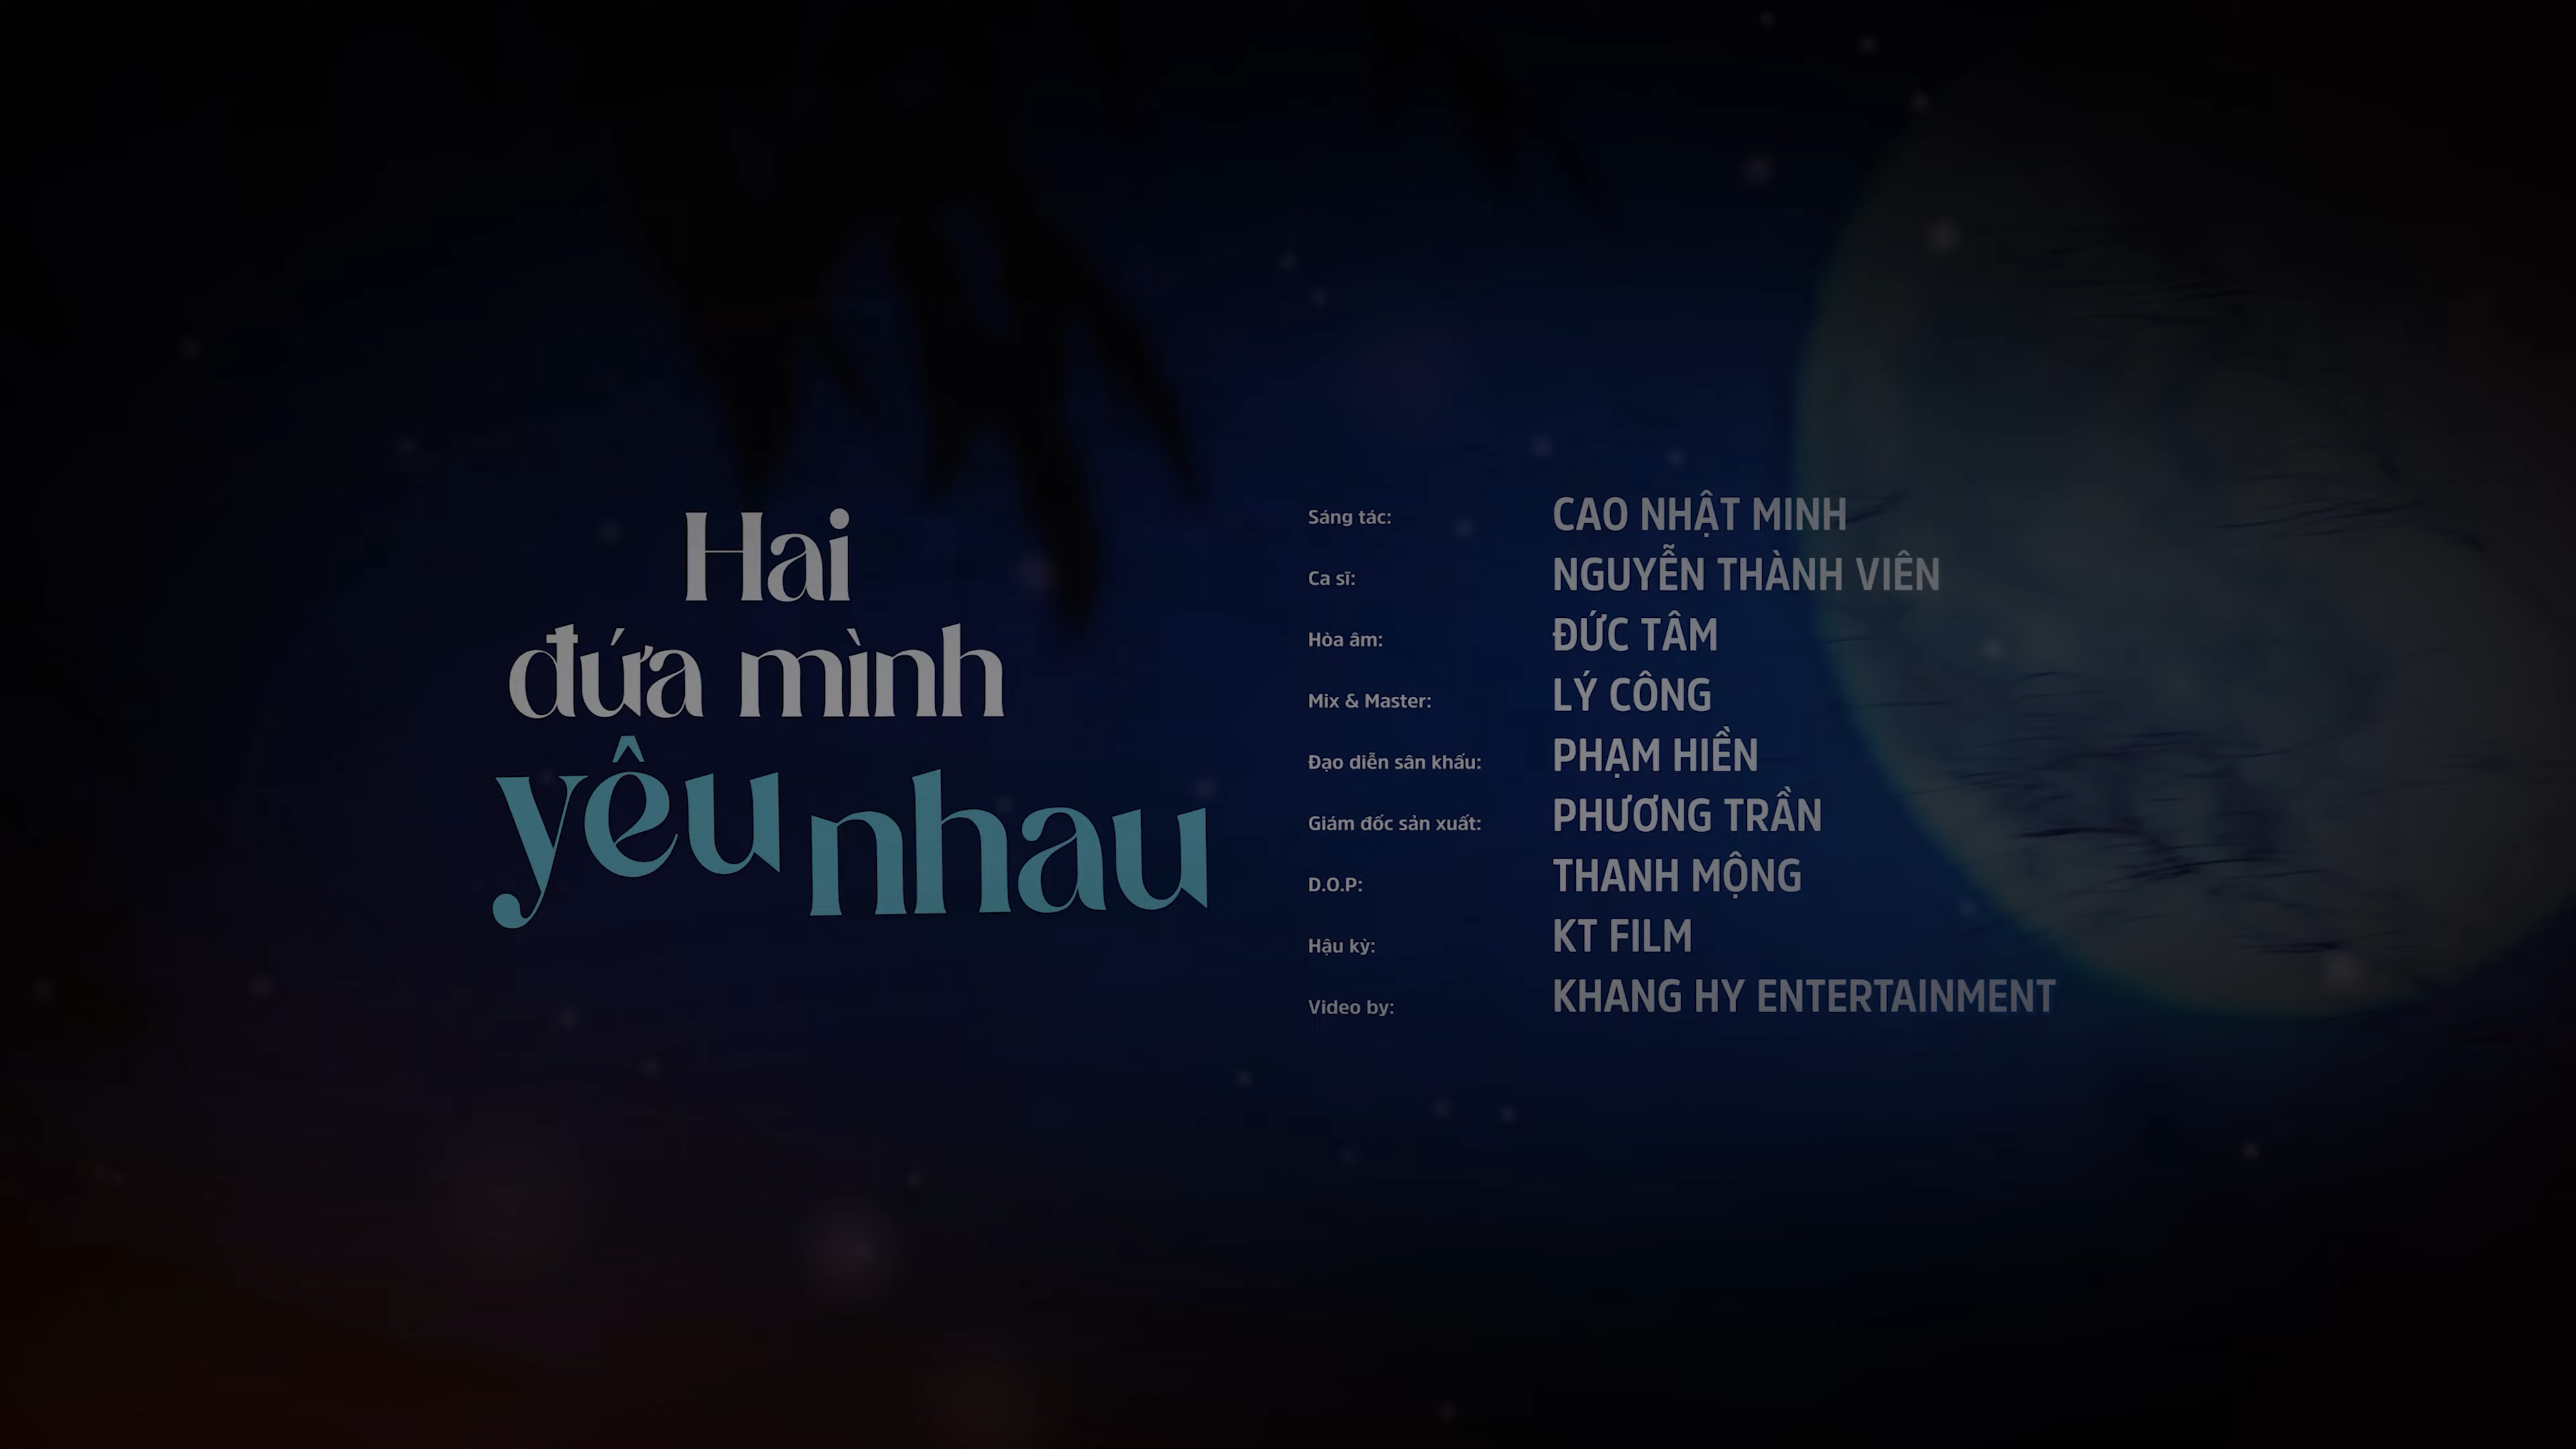 Hai
đứa mình
yêu nhau
Sáng tác: CAO NHẬT MINH
Ca sĩ: NGUYỄN THÀNH VIÊN
Hòa âm: ĐỨC TÂM
Mix & Master: LÝ CÔNG
Đạo diễn sân khấu: PHẠM HIỀN
Giám đốc sản xuất: PHƯƠNG TRẦN
D.O.P: THANH MỘNG
Hậu kỳ: KT FILM
Video by: KHANG HY ENTERTAINMENT